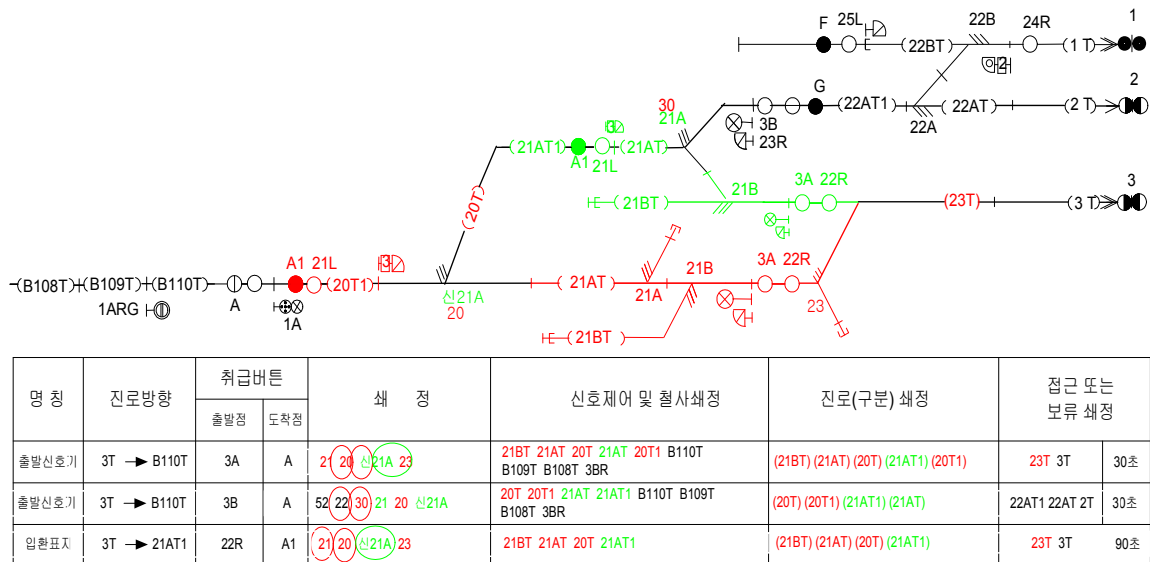 F 25L 22B 24R 1
(22BT) (1 T)
2
G (22AT1) (22AT) (2 T) 2
30
21A 3B 22A
23R
(21AT1) A1 21L 3 (21AT)
(20T)
(21BT) 21B 3A 22R (23T) (3 T) 3
(B108T) (B109T) (B110T) A A1 21L (20T1) 3
1ARG 1A
신21A
20
(21AT) 21A 21B 3A 22R
23
(21BT)
명 칭 진로방향 취급버튼 쇄 정 신호제어 및 철사쇄정 진로(구분) 쇄정 접근 또는
보류 쇄정
출발점 도착점
출발신호기 3T → B110T 3A A 21 20 신21A 23 21BT 21AT 20T 21AT 20T1 B110T
B109T B108T 3BR
(21BT) (21AT) (20T) (21AT1) (20T1) 23T 3T 30초
출발신호기 3T → B110T 3B A 52 22 30 21 20 신21A 20T 20T1 21AT 21AT1 B110T B109T
B108T 3BR
(20T) (20T1) (21AT1) (21AT) 22AT1 22AT 2T 30초
입환표지 3T → 21AT1 22R A1 21 20 신21A 23 21BT 21AT 20T 21AT1 (21BT) (21AT) (20T) (21AT1) 23T 3T 90초